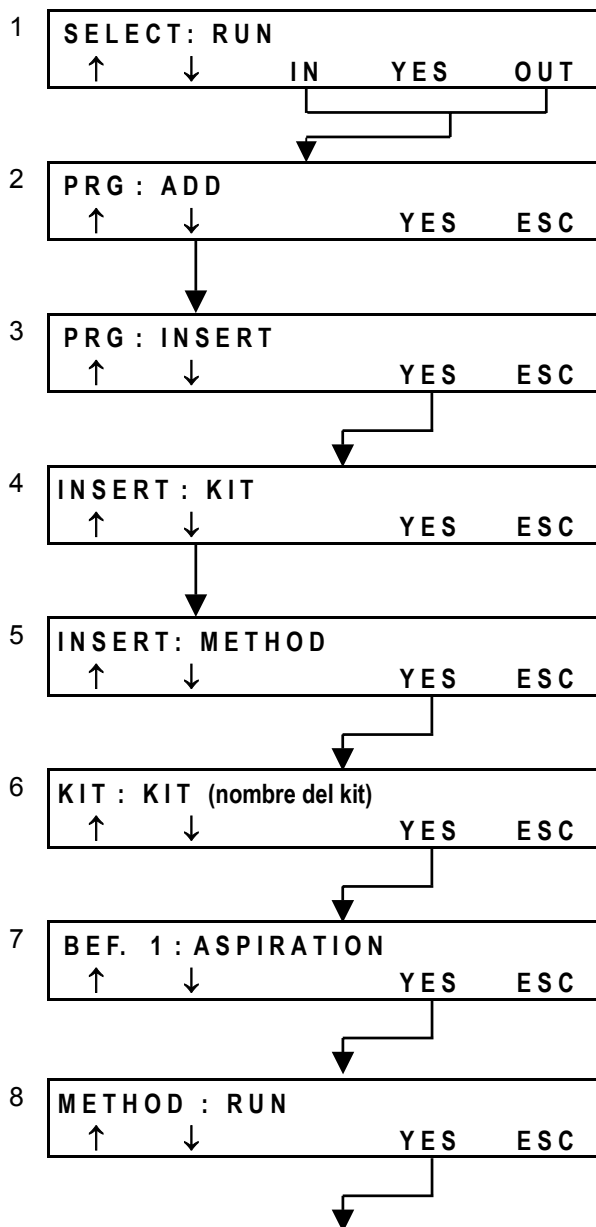 1
SELECT: RUN
↑ ↓ IN YES OUT
2
PRG : ADD
↑ ↓ YES ESC
3
PRG : INSERT
↑ ↓ YES ESC
4
INSERT : KIT
↑ ↓ YES ESC
5
INSERT: METHOD
↑ ↓ YES ESC
6
KIT : KIT (nombre del kit)
↑ ↓ YES ESC
7
BEF. 1 : ASPIRATION
↑ ↓ YES ESC
8
METHOD : RUN
↑ ↓ YES ESC